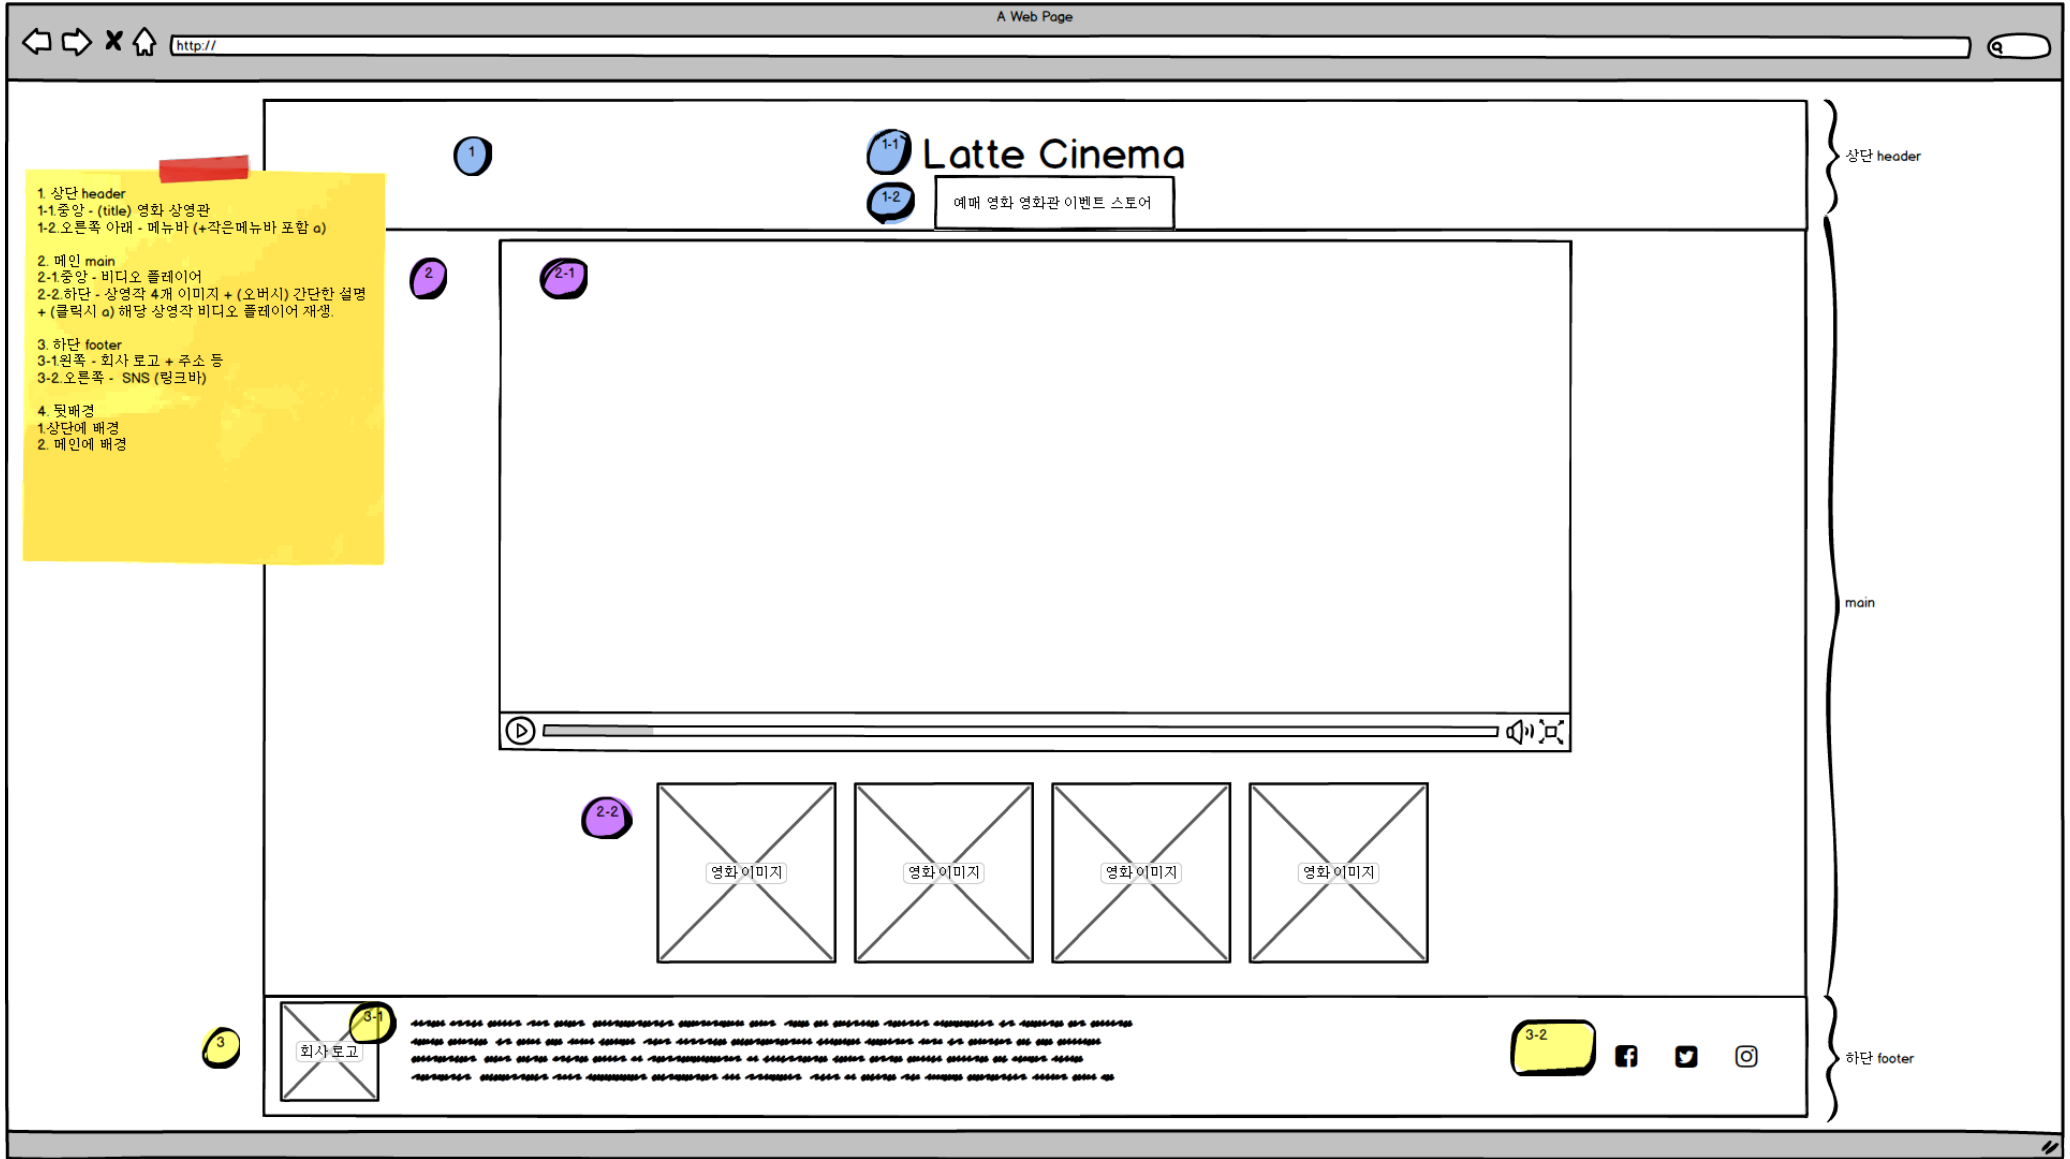 A Web Page
http://
1
1-1
Latte Cinema
1-2
예매 영화 영화관 이벤트 스토어
상단 header
1. 상단 header
1-1.중앙 - (title) 영화 상영관
1-2.오른쪽 아래 - 메뉴바 (+작은메뉴바 포함 a)
2. 메인 main
2-1.중앙 - 비디오 플레이어
2-2.하단 - 상영작 4개 이미지 + (오버시) 간단한 설명
+ (클릭시 a) 해당 상영작 비디오 플레이어 재생.
3. 하단 footer
3-1.왼쪽 - 회사 로고 + 주소 등
3-2.오른쪽 - SNS (링크바)
4. 뒷배경
1.상단에 배경
2. 메인에 배경
2
2-1
main
2-2
영화 이미지
영화 이미지
영화 이미지
영화 이미지
3
3-1
회사 로고
3-2
하단 footer